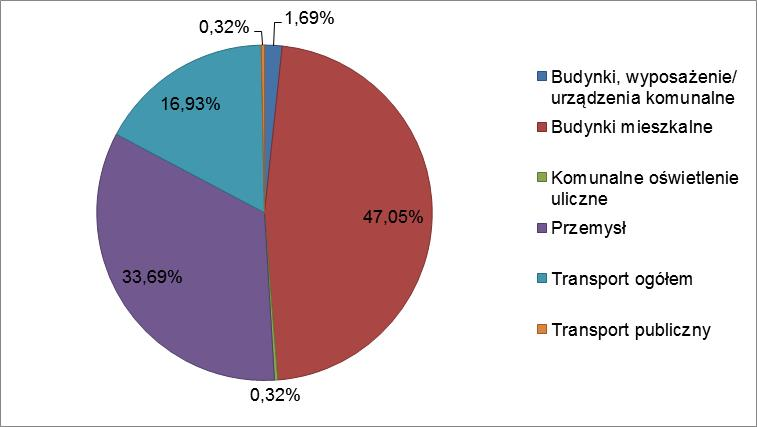 0,32%
1,69%
16,93%
47,05%
33,69%
0,32%
Budynki, wyposażenie/
urządzenia komunalne
Budynki mieszkalne
Komunalne oświetlenie
uliczne
Przemysł
Transport ogółem
Transport publiczny